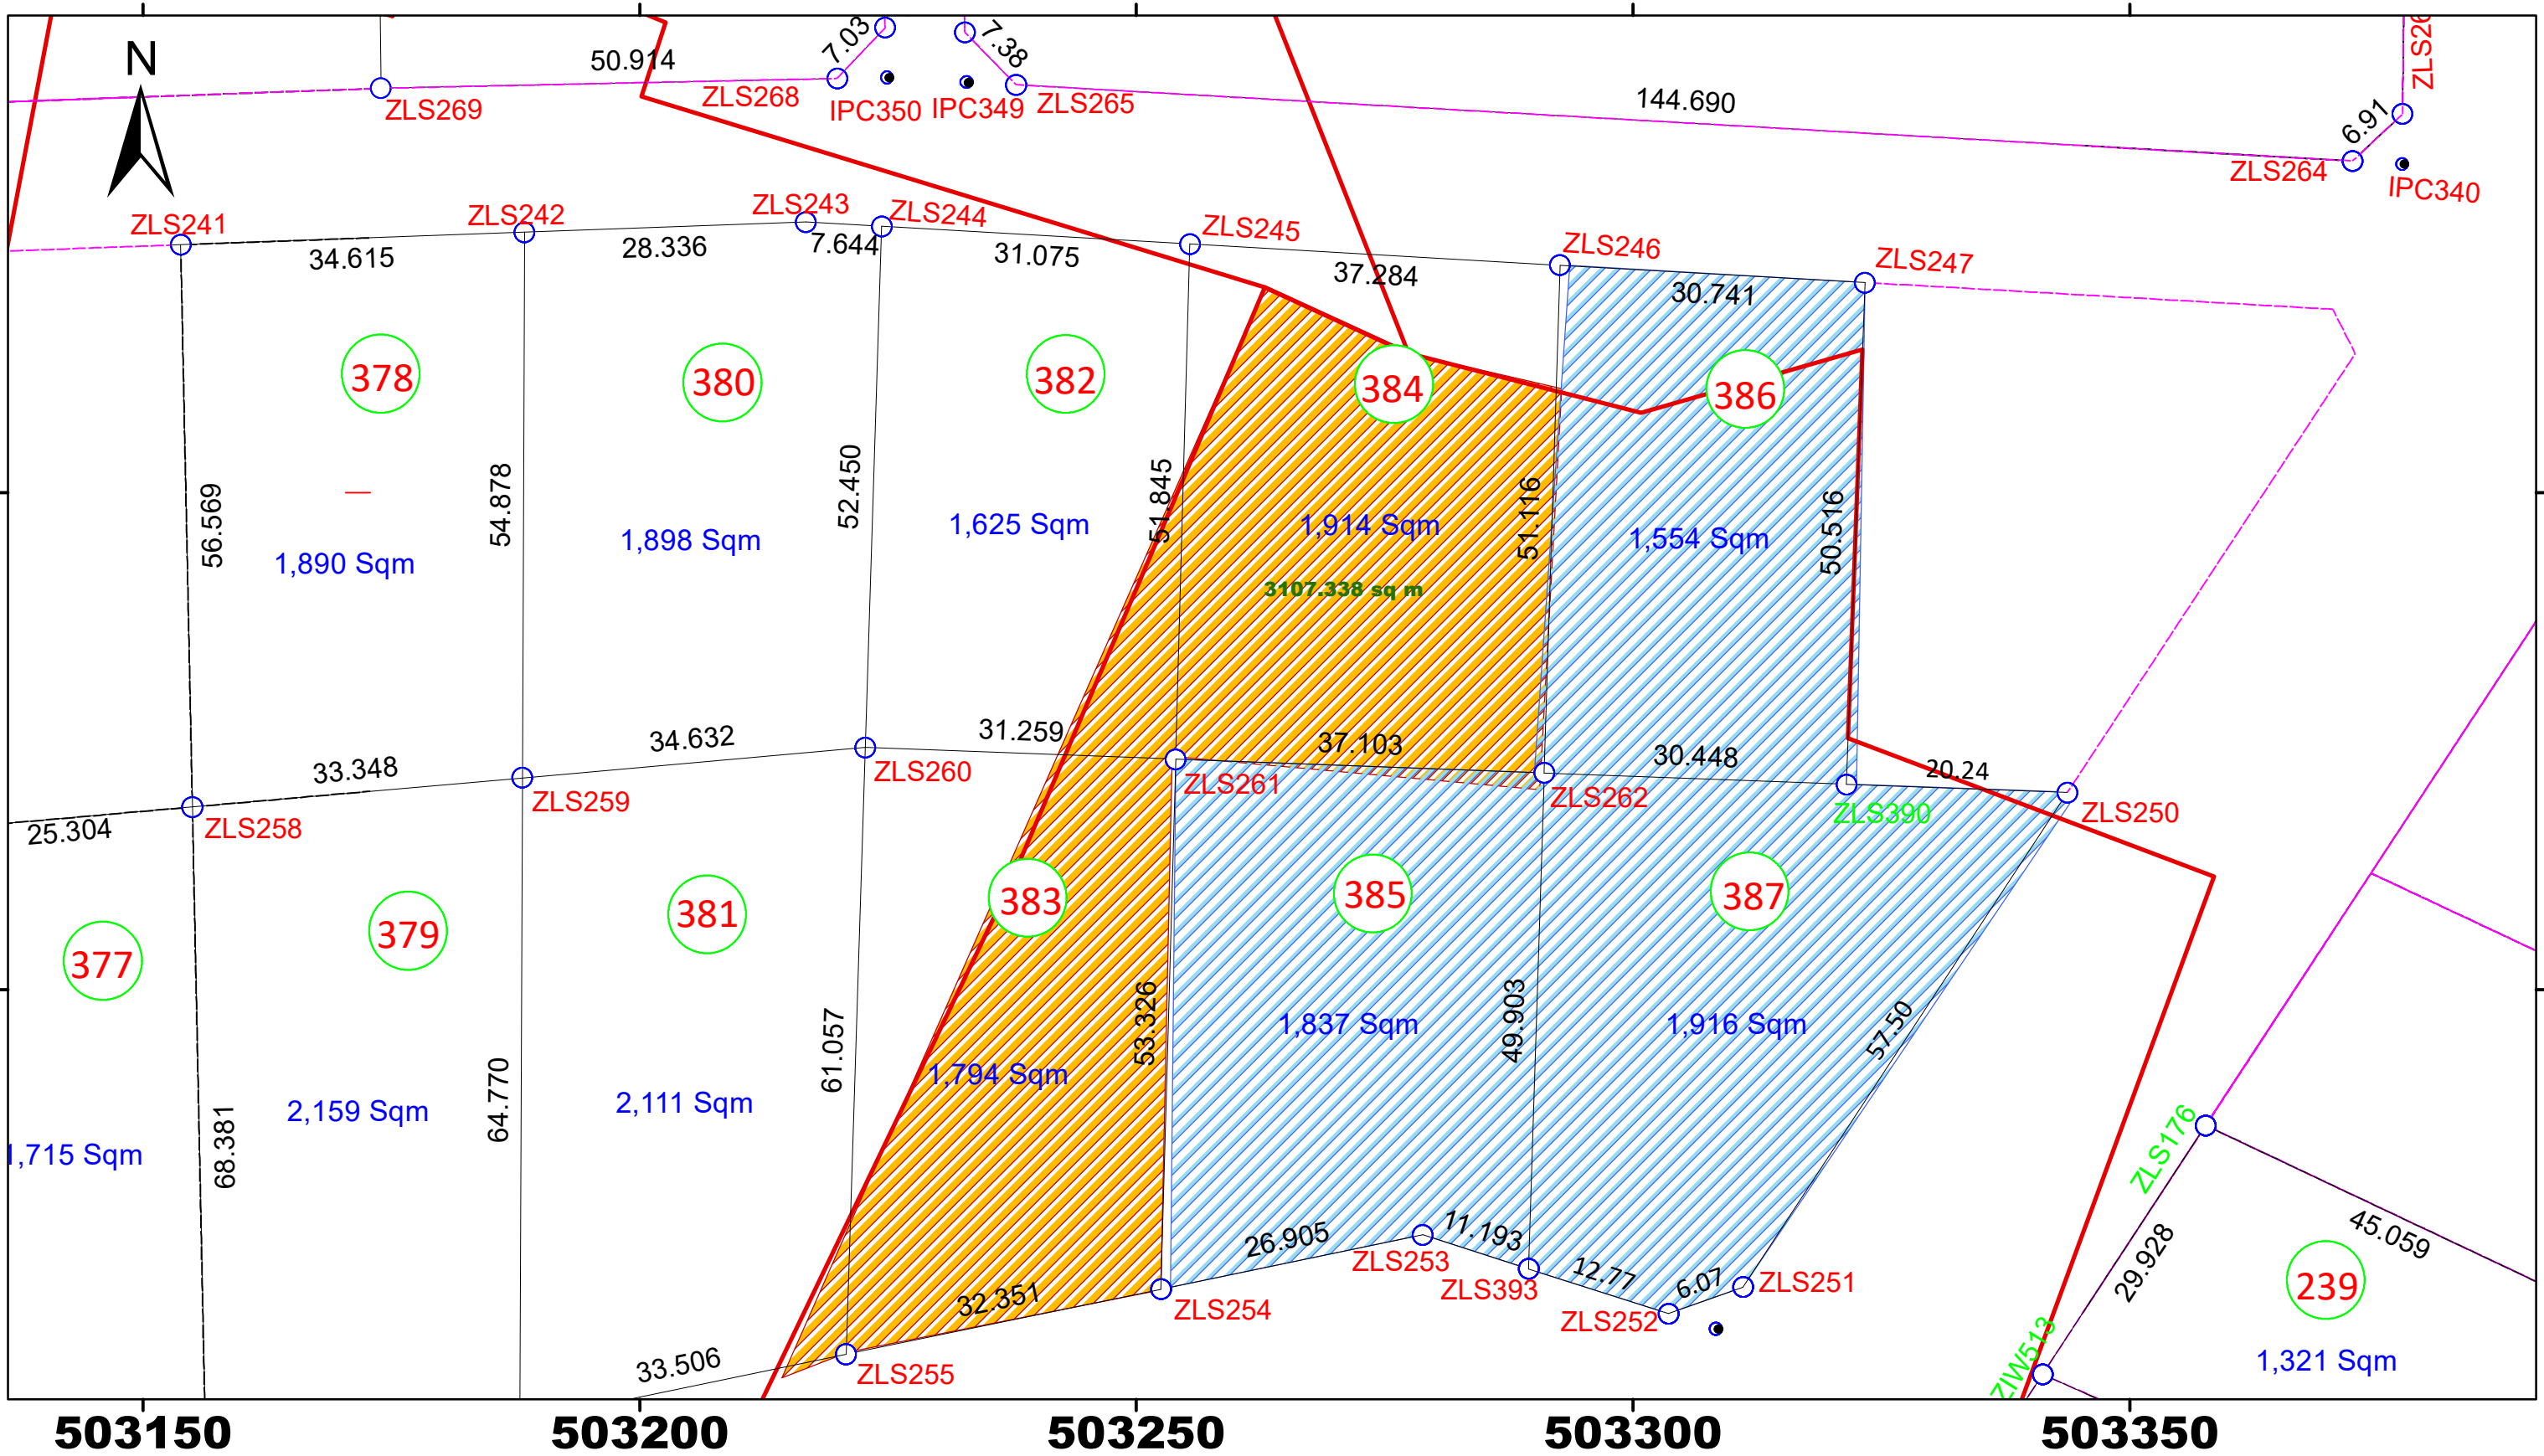 N
50.914
7.03
7.38
ZLS269
ZLS268
IPC350
IPC349
ZLS265
144.690
6.91
ZLS264
IPC340
ZLS241
ZLS242
ZLS243
ZLS244
ZLS245
ZLS246
ZLS247
34.615
28.336
7.644
31.075
37.284
30.741
378
380
382
384
386
56.569
54.878
52.450
51.845
51.116
50.516
1,890 Sqm
1,898 Sqm
1,625 Sqm
1,914 Sqm
1,554 Sqm
3107.338 sq m
25.304
33.348
34.632
31.259
37.103
30.448
20.24
ZLS258
ZLS259
ZLS260
ZLS261
ZLS262
ZLS390
ZLS250
377
379
381
383
385
387
68.381
64.770
61.057
53.326
49.903
57.50
1,715 Sqm
2,159 Sqm
2,111 Sqm
1,794 Sqm
1,837 Sqm
1,916 Sqm
33.506
32.351
26.905
11.193
12.77
6.07
ZLS255
ZLS254
ZLS253
ZLS393
ZLS252
ZLS251
ZLS176
45.059
29.928
239
ZIW513
1,321 Sqm
503150
503200
503250
503300
503350